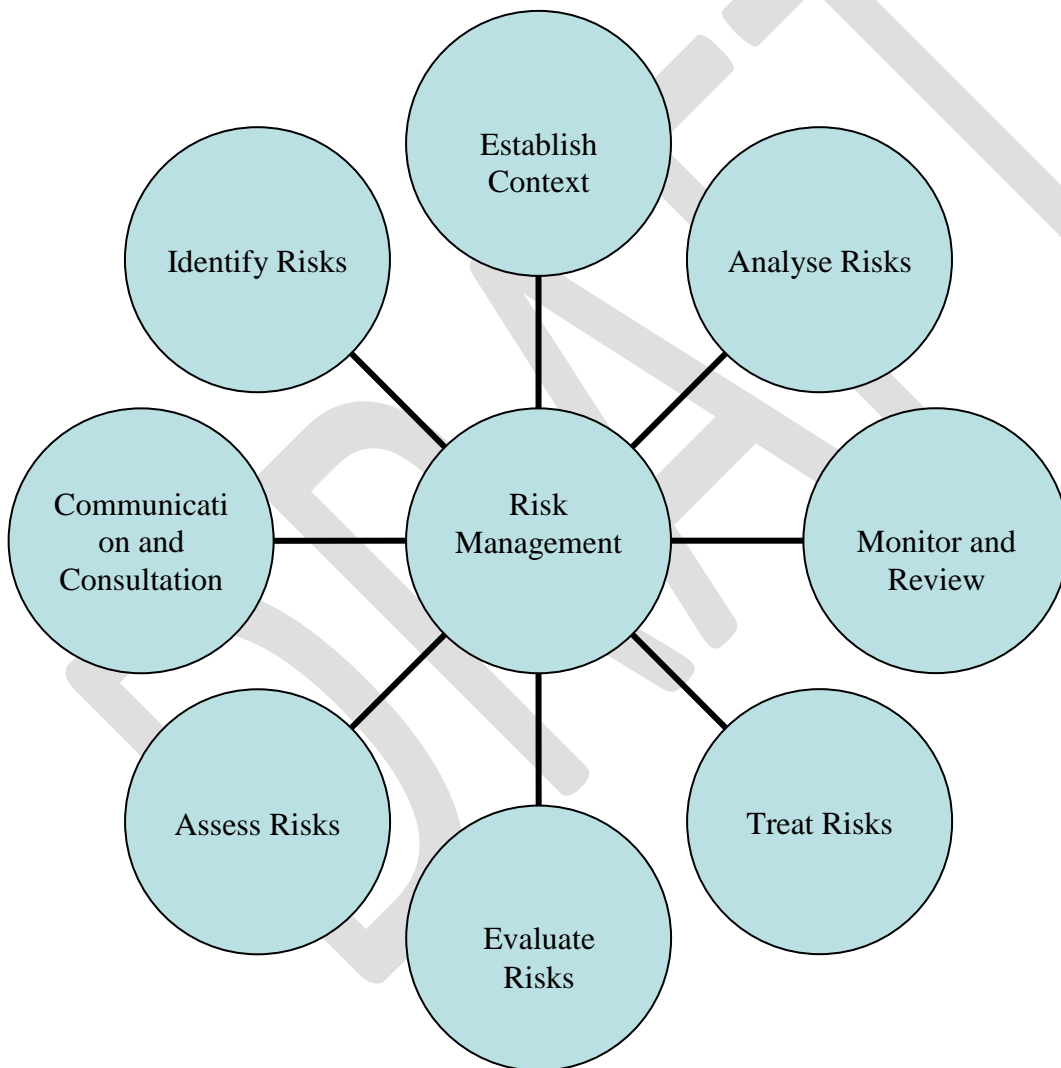 Establish
Context
Identify Risks
Analyse Risks
Communicati
on and
Consultation
Risk
Management
Monitor and
Review
Assess Risks
Treat Risks
Evaluate
Risks
DRAFT